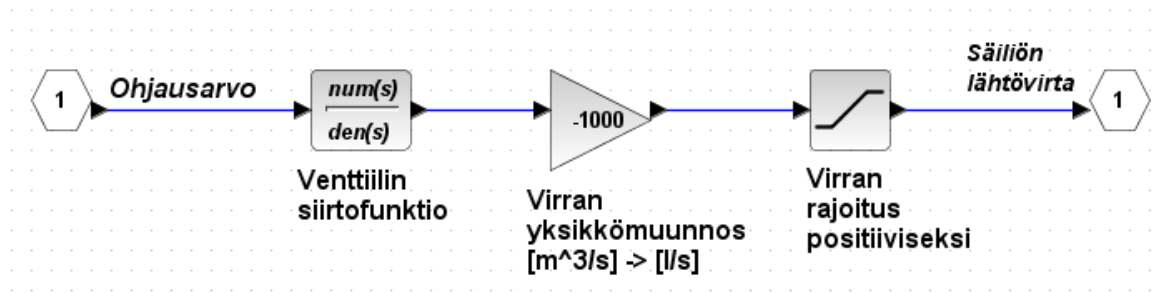 1
Ohjausarvo
num(s)
den(s)
Venttiilin
siirtofunktio
-1000
Virran
yksikkömuunnos
[m^3/s] -> [l/s]
Virran
rajoitus
positiiviseksi
Säiliön
lähtövirta
1